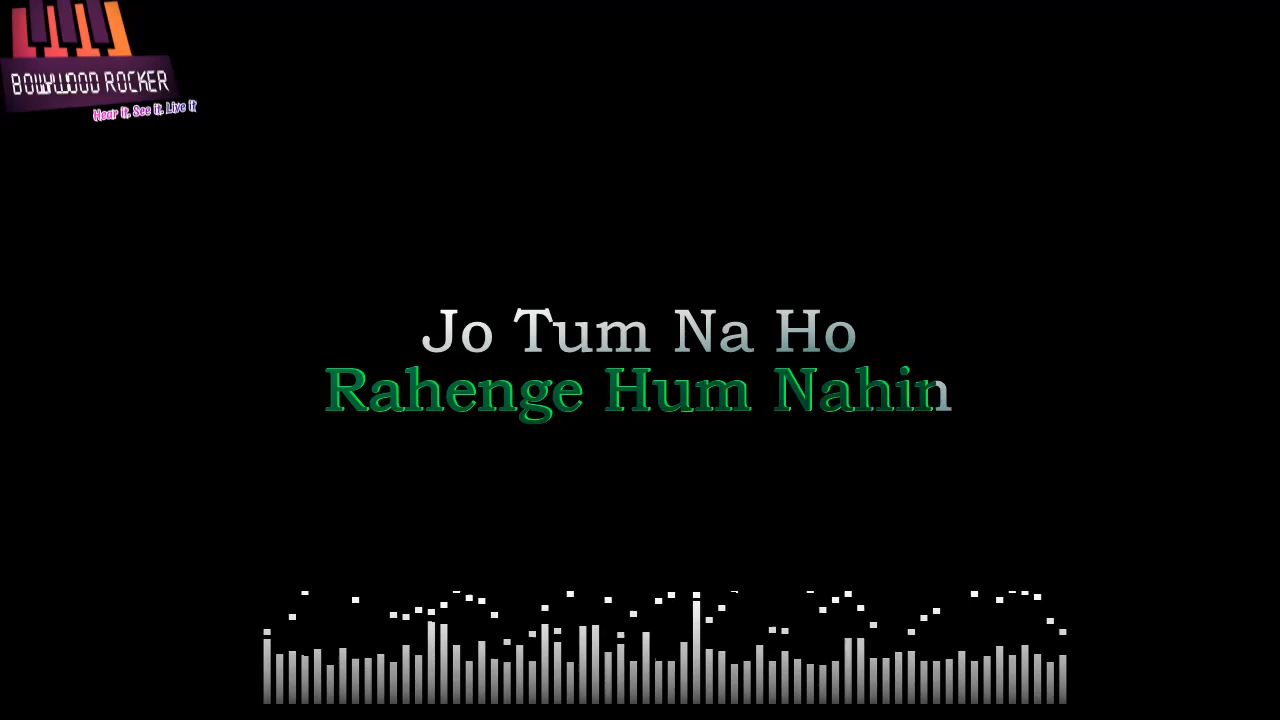 BOLLYWOOD ROCKER
Hear it, See it, Live it
Jo Tum Na Ho
Rahenge Hum Nahin